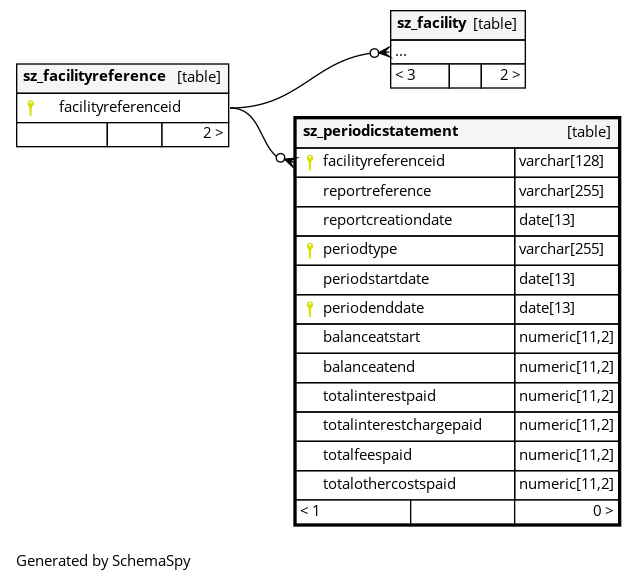 sz_facility [table]
...
< 3 2 >
sz_facilityreference [table]
facilityreferenceid
2 >
sz_periodicstatement [table]
facilityreferenceid varchar[128]
reportreference varchar[255]
reportcreationdate date[13]
periodtype varchar[255]
periodstartdate date[13]
periodenddate date[13]
balanceatstart numeric[11,2]
balanceatend numeric[11,2]
totalinterestpaid numeric[11,2]
totalinterestchargepaid numeric[11,2]
totalfeespaid numeric[11,2]
totalothercostspaid numeric[11,2]
< 1 0 >
Generated by SchemaSpy